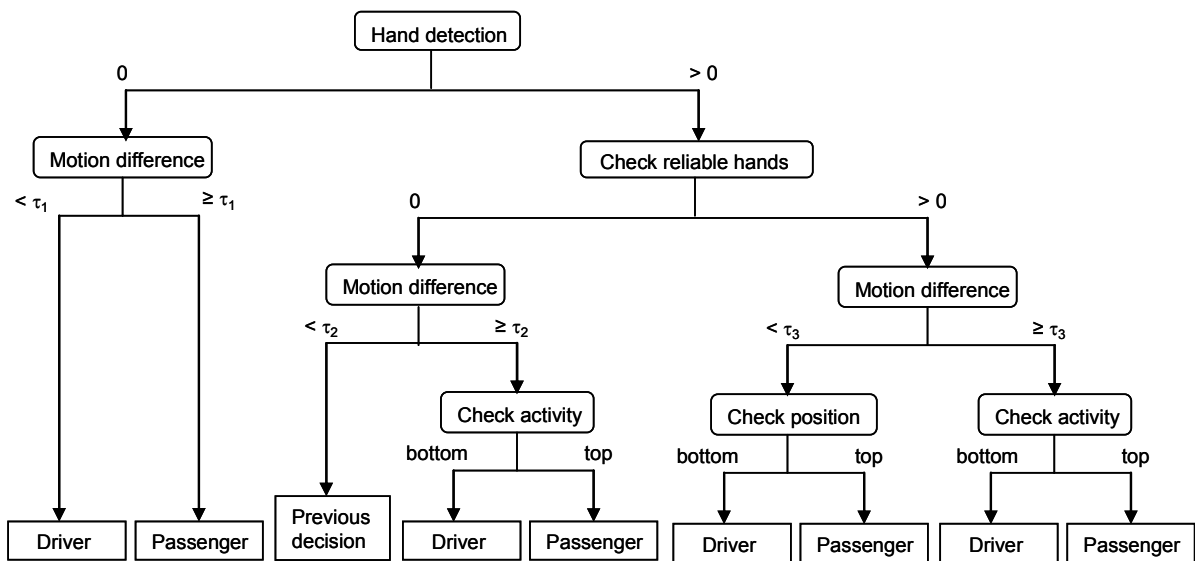 Hand detection
0
> 0
Motion difference
Check reliable hands
< τ1
≥ τ1
0
> 0
Motion difference
Motion difference
< τ2
≥ τ2
< τ3
≥ τ3
Check activity
Check position
Check activity
bottom
top
bottom
top
bottom
top
Driver
Passenger
Previous
decision
Driver
Passenger
Driver
Passenger
Driver
Passenger